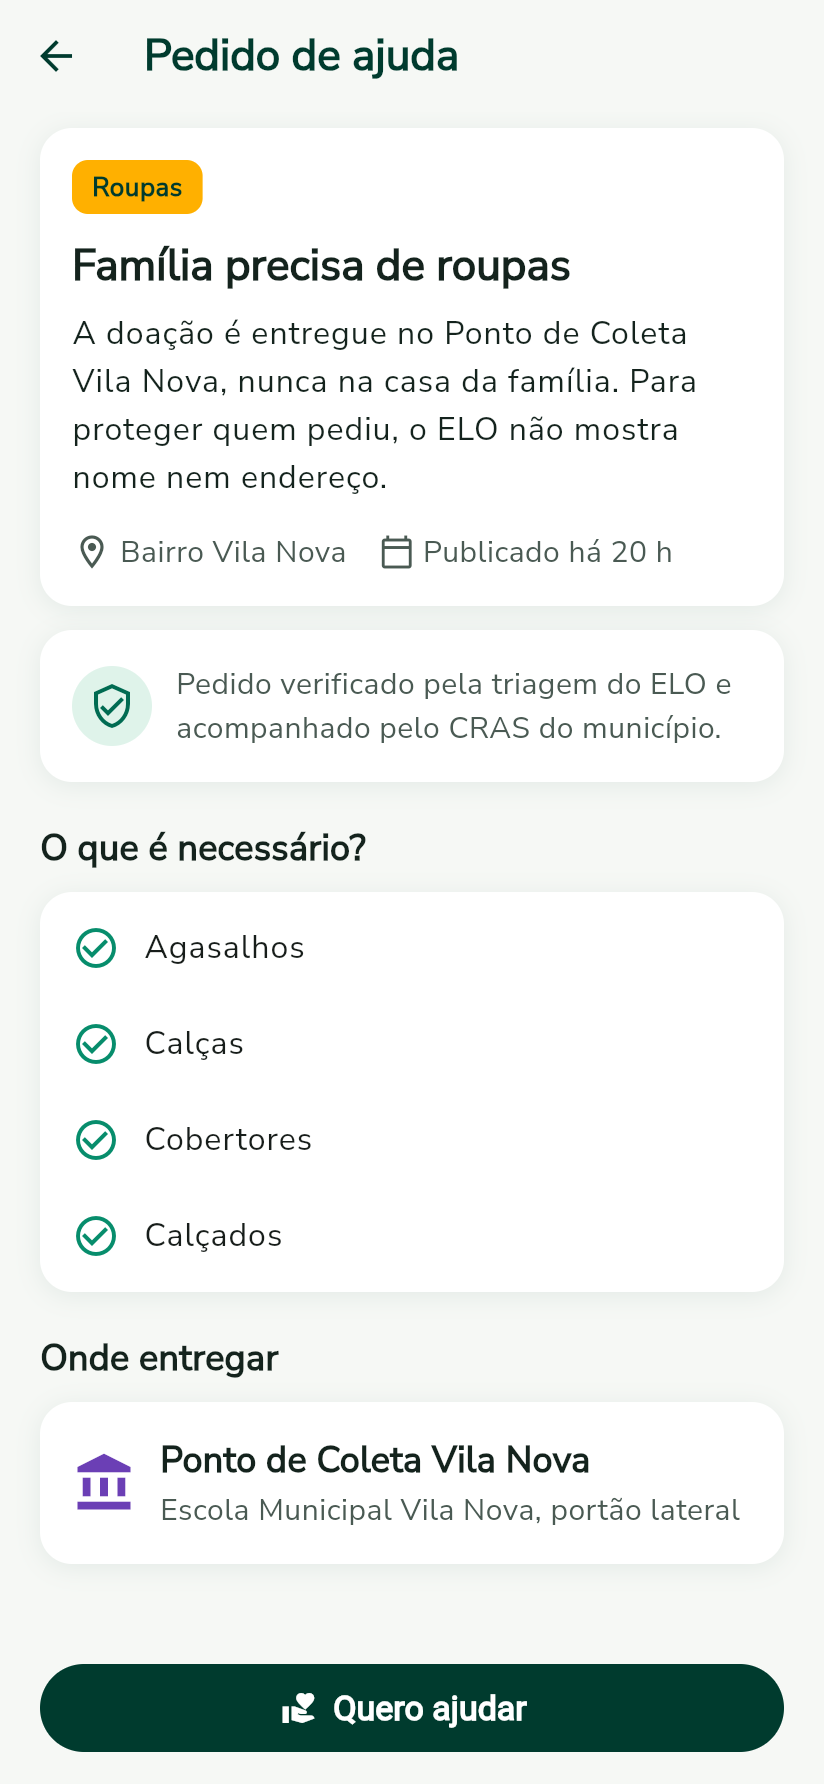 Pedido de ajuda
Roupas
Família precisa de roupas
A doação é entregue no Ponto de Coleta
Vila Nova, nunca na casa da família. Para
proteger quem pediu, o ELO não mostra
nome nem endereço.
Bairro Vila Nova Publicado há 20 h
Pedido verificado pela triagem do ELO e
acompanhado pelo CRAS do município.
O que é necessário?
Agasalhos
Calças
Cobertores
Calçados
Onde entregar
Ponto de Coleta Vila Nova
Escola Municipal Vila Nova, portão lateral
Quero ajudar